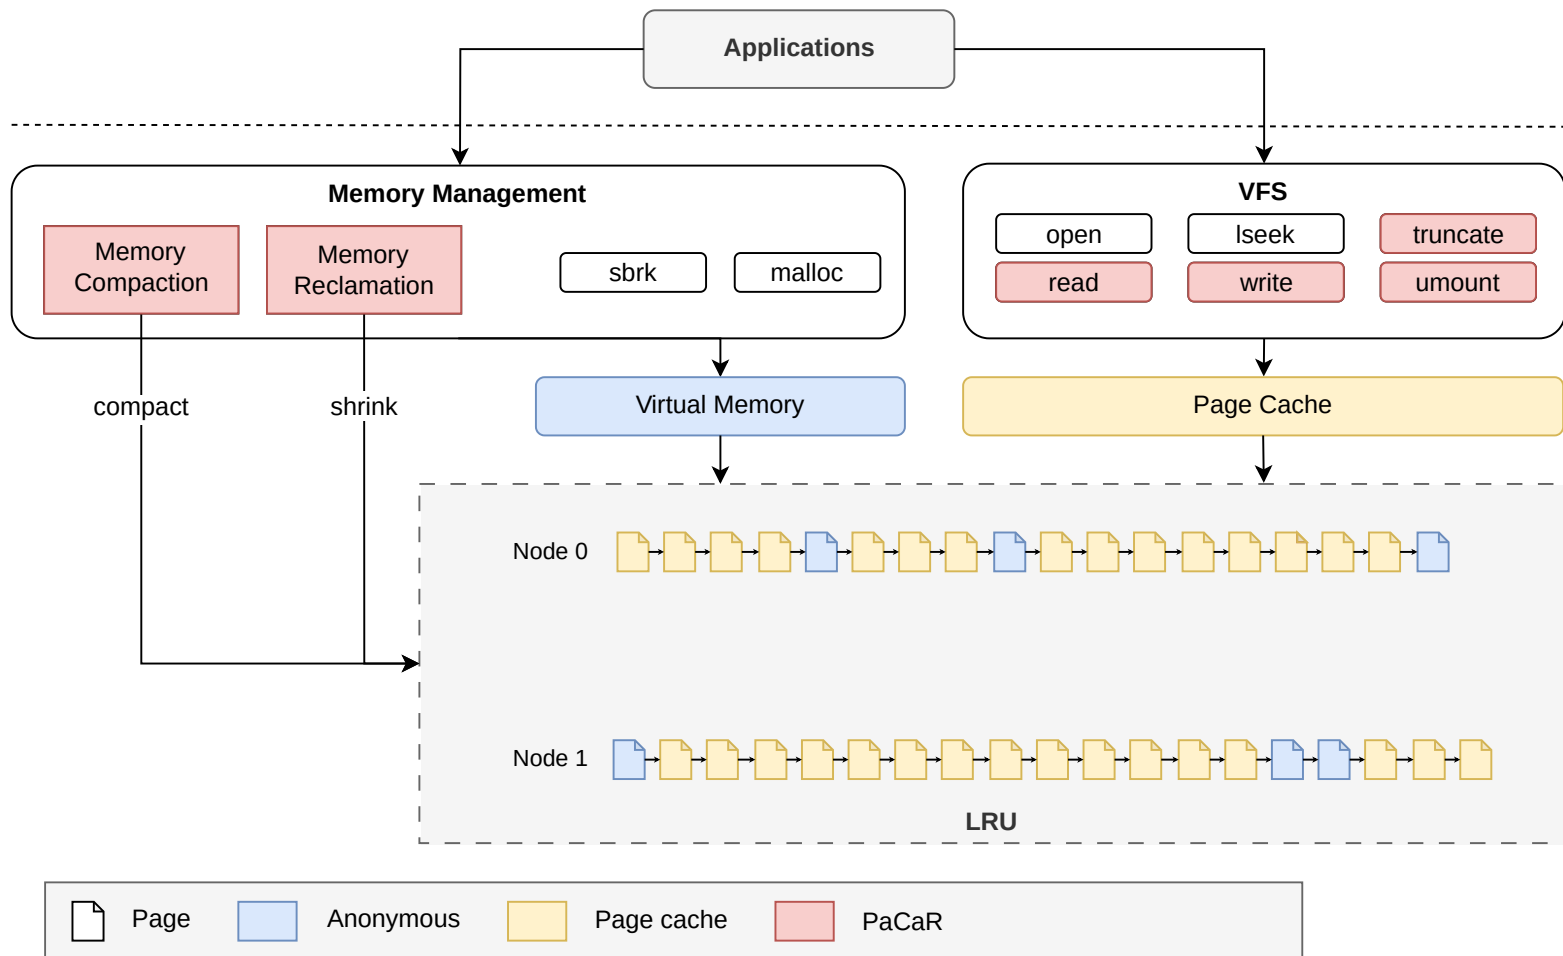 Applications
Memory Management
Memory
Compaction
Memory
Reclamation
sbrk
malloc
VFS
open
lseek
truncate
read
write
umount
compact
shrink
Virtual Memory
Page Cache
Node 0
Node 1
LRU
Page
Anonymous
Page cache
PaCaR